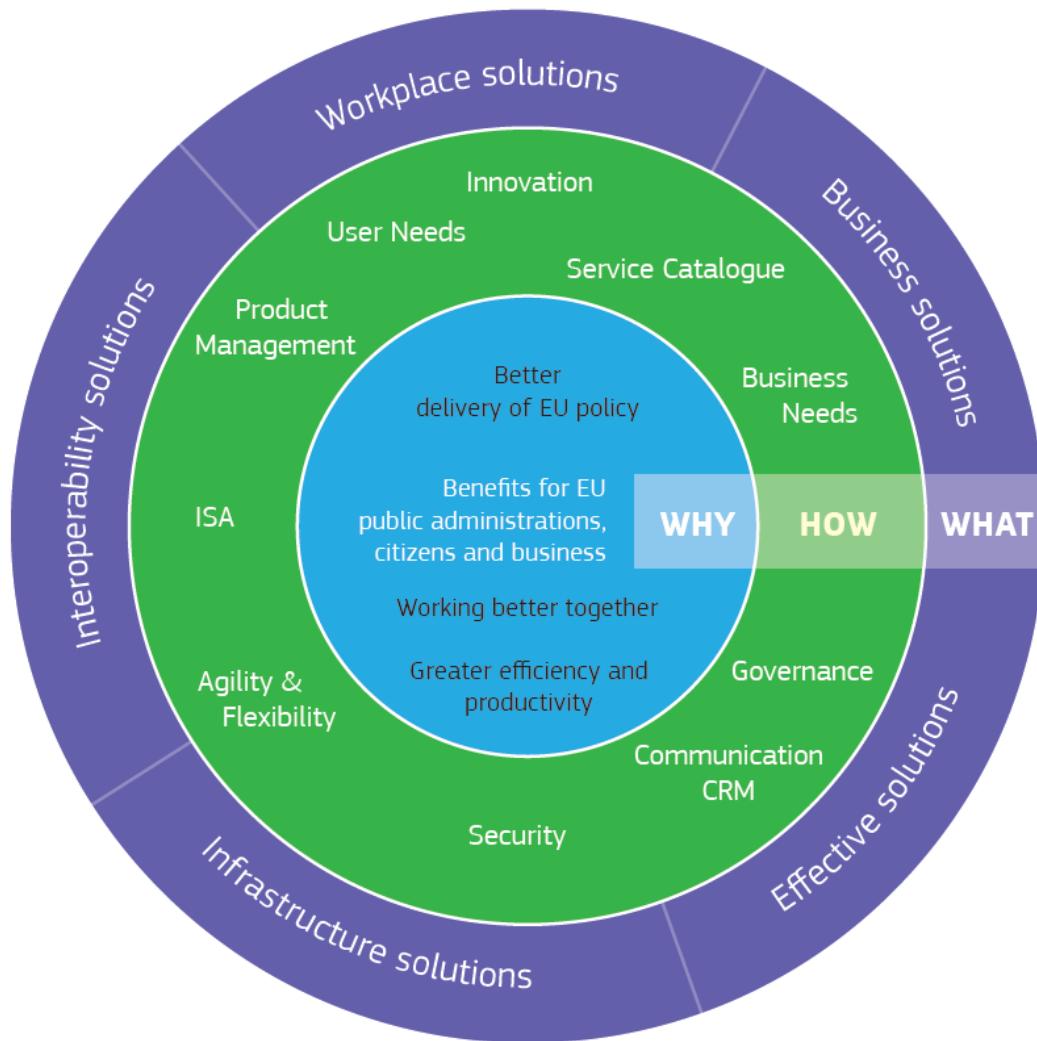 Workplace solutions
Business solutions
Effective solutions
Infrastructure solutions
Interoperability solutions
Innovation
User Needs
Service Catalogue
Product
Management
Business
Needs
ISA
Agility &
Flexibility
Governance
Communication
CRM
Security
Better
delivery of EU policy
Benefits for EU
public administrations,
citizens and business
Working better together
Greater efficiency and
productivity
WHY HOW WHAT